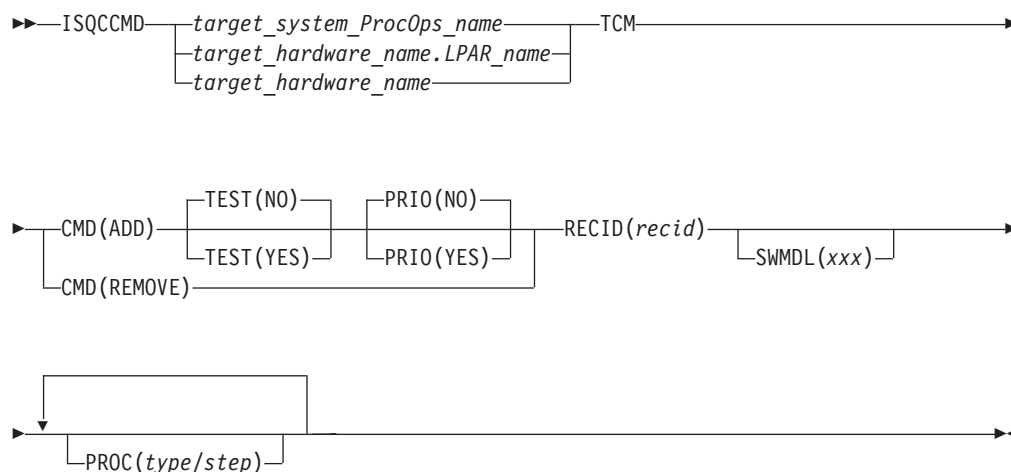 ISQCCMD target_system_ProcOps_name TCM
target_hardware_name.LPAR_name
target_hardware_name
TEST(NO) PRIO(NO)
CMD(ADD) RECID(recid)
TEST(YES) PRIO(YES) SWMDL(xxx)
CMD(REMOVE)
PROC(type/step)